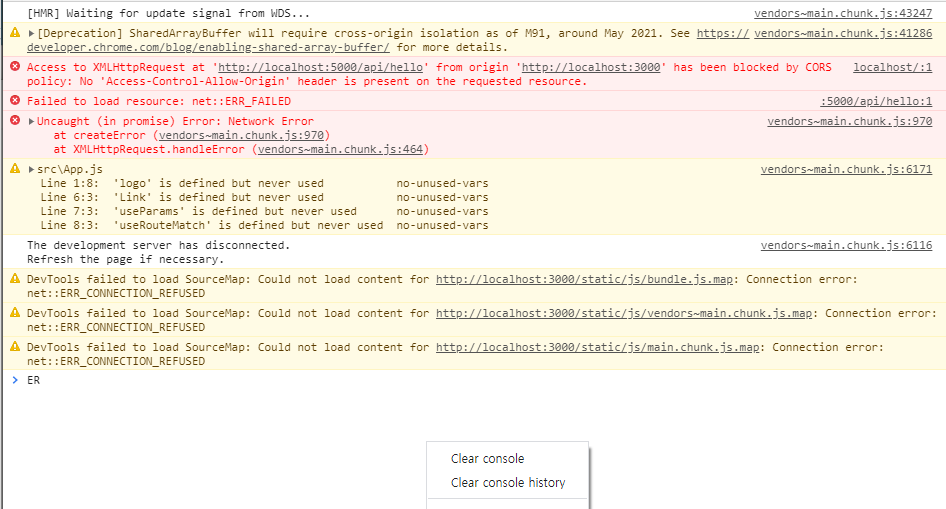 [HMR] Waiting for update signal from WDS... vendors~main.chunk.js:43247
[Deprecation] SharedArrayBuffer will require cross-origin isolation as of M91, around May 2021. See https:// vendors~main.chunk.js:41286
developer.chrome.com/blog/enabling-shared-array-buffer/ for more details.
Access to XMLHttpRequest at 'http://localhost:5000/api/hello' from origin 'http://localhost:3000' has been blocked by CORS localhost/:1
policy: No 'Access-Control-Allow-Origin' header is present on the requested resource.
Failed to load resource: net::ERR_FAILED :5000/api/hello:1
Uncaught (in promise) Error: Network Error vendors~main.chunk.js:970
at createError (vendors~main.chunk.js:970)
at XMLHttpRequest.handleError (vendors~main.chunk.js:464)
src\App.js vendors~main.chunk.js:6171
Line 1:8: 'logo' is defined but never used no-unused-vars
Line 6:3: 'Link' is defined but never used no-unused-vars
Line 7:3: 'useParams' is defined but never used no-unused-vars
Line 8:3: 'useRouteMatch' is defined but never used no-unused-vars
The development server has disconnected. vendors~main.chunk.js:6116
Refresh the page if necessary.
DevTools failed to load SourceMap: Could not load content for http://localhost:3000/static/js/bundle.js.map: Connection error:
net::ERR_CONNECTION_REFUSED
DevTools failed to load SourceMap: Could not load content for http://localhost:3000/static/js/vendors~main.chunk.js.map: Connection error:
net::ERR_CONNECTION_REFUSED
DevTools failed to load SourceMap: Could not load content for http://localhost:3000/static/js/main.chunk.js.map: Connection error:
net::ERR_CONNECTION_REFUSED
ER
Clear console
Clear console history